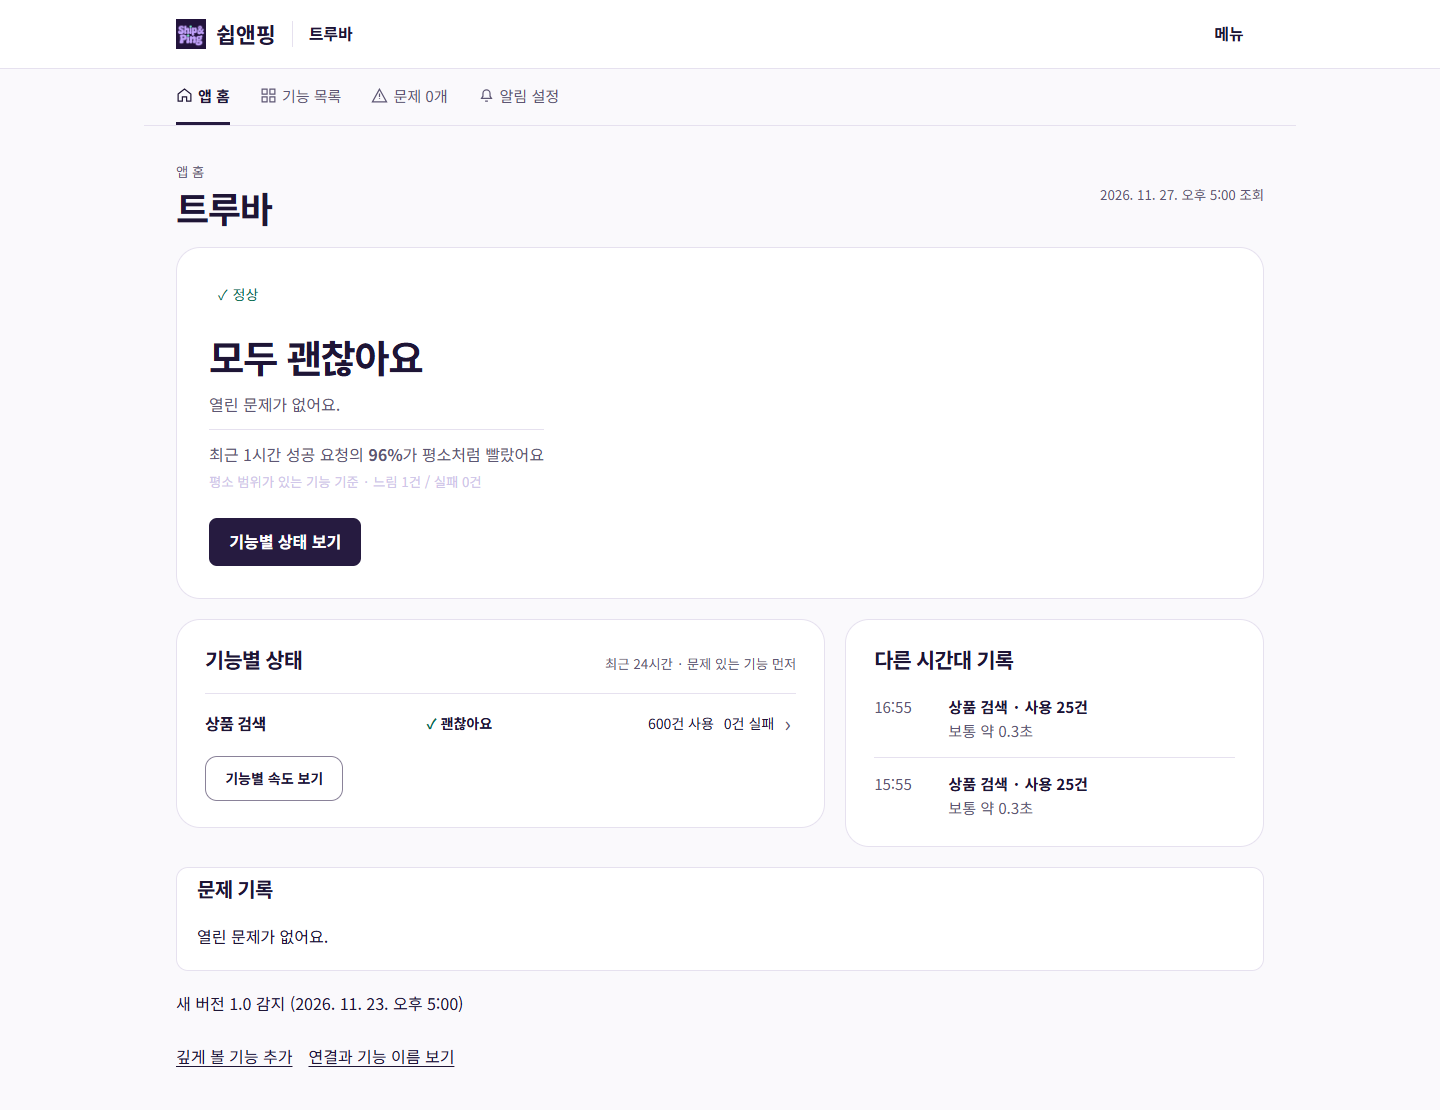 Ship&
Ping
쉽앤핑
트루바
메뉴
앱 홈
기능 목록
문제 0개
알림 설정
앱 홈
트루바
2026. 11. 27. 오후 5:00 조회
✓ 정상
모두 괜찮아요
열린 문제가 없어요.
최근 1시간 성공 요청의 96%가 평소처럼 빨랐어요
평소 범위가 있는 기능 기준 · 느림 1건 / 실패 0건
기능별 상태 보기
기능별 상태
최근 24시간 · 문제 있는 기능 먼저
상품 검색 ✓ 괜찮아요 600건 사용 0건 실패 ›
기능별 속도 보기
다른 시간대 기록
16:55 상품 검색 · 사용 25건
보통 약 0.3초
15:55 상품 검색 · 사용 25건
보통 약 0.3초
문제 기록
열린 문제가 없어요.
새 버전 1.0 감지 (2026. 11. 23. 오후 5:00)
깊게 볼 기능 추가 연결과 기능 이름 보기